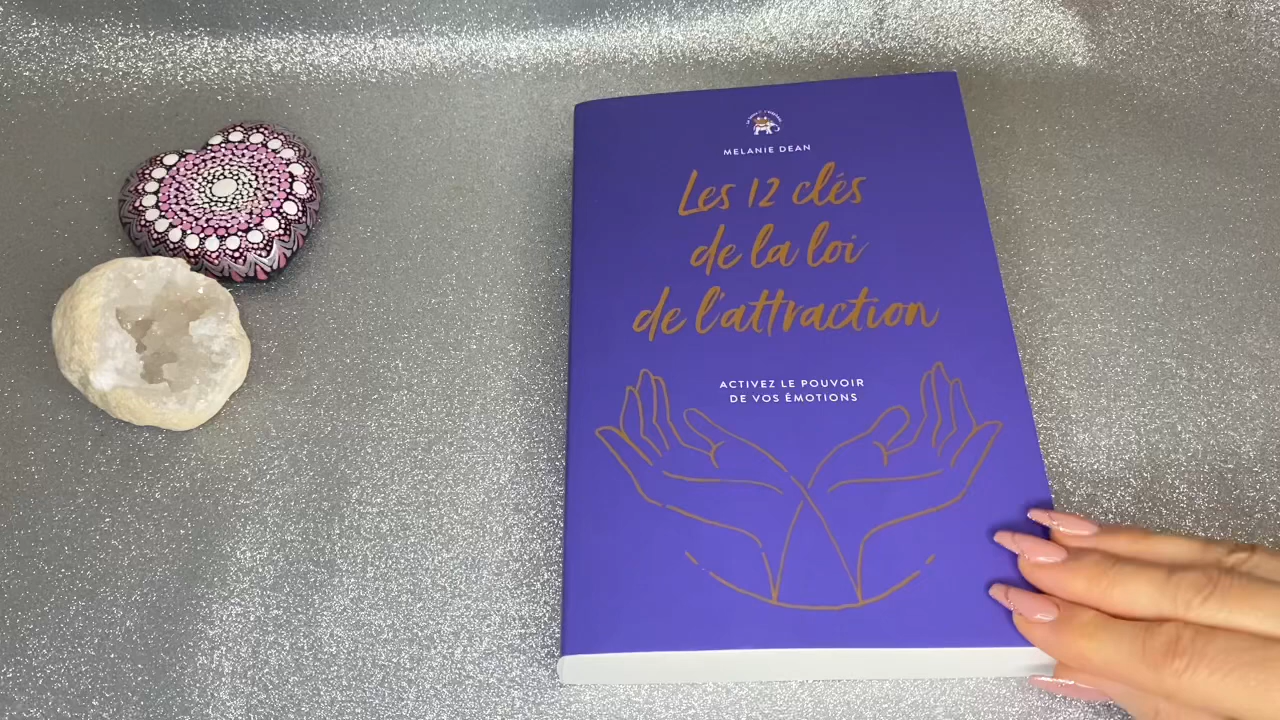 MELANIE DEAN
Les 12 clés
de la loi
de l'attraction
ACTIVEZ LE POUVOIR
DE VOS ÉMOTIONS